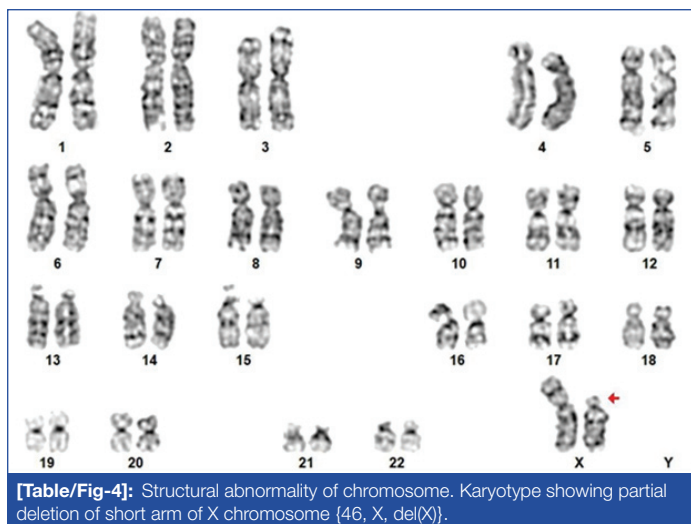 1 2 3 4 5
6 7 8 9 10 11 12
13 14 15 16 17 18
19 20 21 22 X Y
[Table/Fig-4]: Structural abnormality of chromosome. Karyotype showing partial
deletion of short arm of X chromosome {46, X, del(X)}.